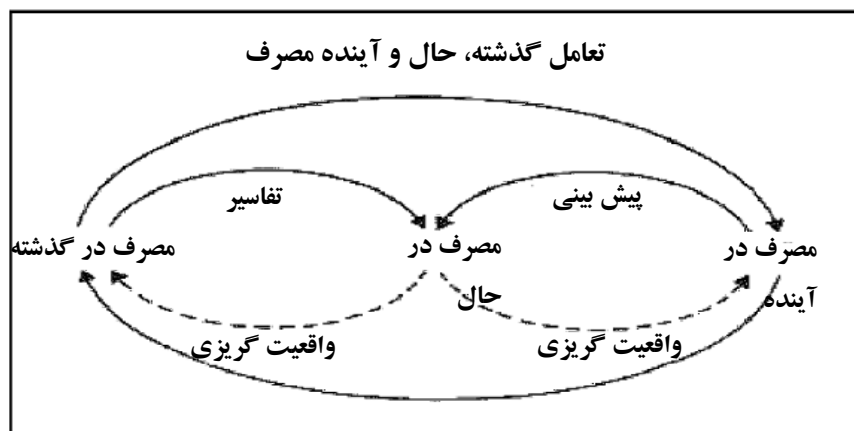 تعامل گذشته، حال و آینده مصرف
پیش بینی
تفاسیر
مصرف در
آینده
مصرف در
حال
مصرف در گذشته
واقعیت گریزی
واقعیت گریزی